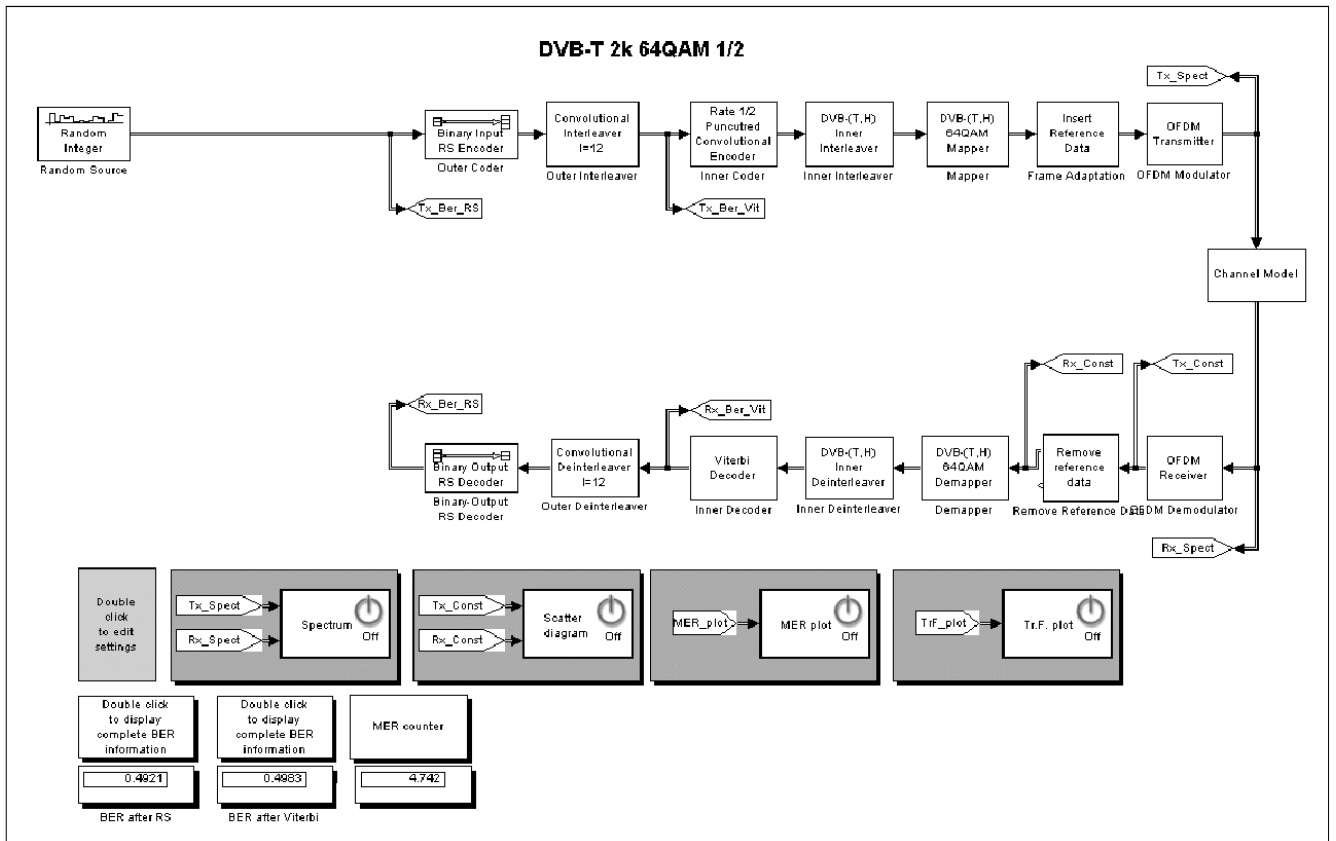 DVB-T 2k 64QAM 1/2
Tx_Spect
Random
Integer
Random Source
Binary Input
RS Encoder
Outer Coder
Convolutional
Interleaver
I=12
Outer Interleaver
Rate 1/2
Puncutred
Convolutional
Encoder
Inner Coder
DVB-(T,H)
Inner
Interleaver
Inner Interleaver
DVB-(T,H)
64QAM
Mapper
Mapper
Insert
Reference
Data
Frame Adaptation
OFDM
Transmitter
OFDM Modulator
Tx_Ber_RS
Tx_Ber_Vit
Channel Model
Rx_Const
Tx_Const
Rx_Ber_RS
Rx_Ber_Vit
Binary Output
RS Decoder
Binary-Output
RS Decoder
Convolutional
Deinterleaver
I=12
Outer Deinterleaver
Viterbi
Decoder
Inner Decoder
DVB-(T,H)
Inner
Deinterleaver
Inner Deinterleaver
DVB-(T,H)
64QAM
Demapper
Demapper
Remove
reference
data
Remove Reference Data
OFDM
Receiver
OFDM Demodulator
Rx_Spect
Double
click
to edit
settings
Tx_Spect
Rx_Spect
Spectrum
Off
Tx_Const
Rx_Const
Scatter
diagram
Off
MER_plot
MER plot
Off
TrF_plot
Tr.F. plot
Off
Double click
to display
complete BER
information
Double click
to display
complete BER
information
MER counter
0.4921
0.4983
4.742
BER after RS
BER after Viterbi